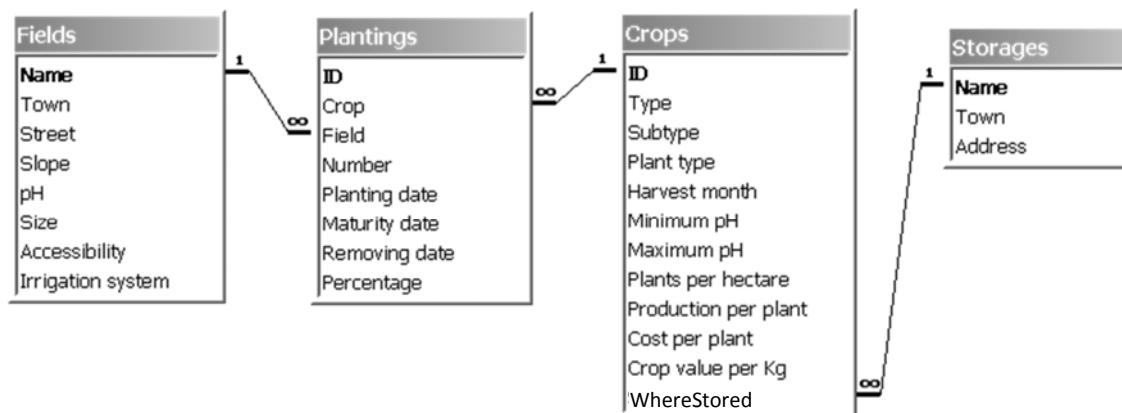 Fields
Name
Town
Street
Slope
pH
Size
Accessibility
Irrigation system
1
∞
Plantings
ID
Crop
Field
Number
Planting date
Maturity date
Removing date
Percentage
∞
1
Crops
ID
Type
Subtype
Plant type
Harvest month
Minimum pH
Maximum pH
Plants per hectare
Production per plant
Cost per plant
Crop value per Kg
WhereStored
∞
1
Storages
Name
Town
Address